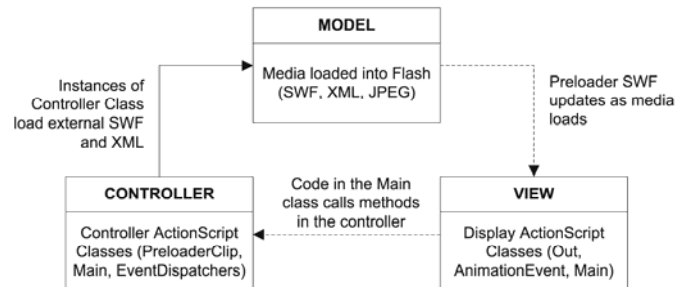 MODEL
Media loaded into Flash
(SWF, XML, JPEG)
Instances of
Controller Class
load external SWF
and XML
Preloader SWF
updates as media
loads
CONTROLLER
Controller ActionScript
Classes (PreloaderClip,
Main, EventDispatchers)
Code in the Main
class calls methods
in the controller
VIEW
Display ActionScript
Classes (Out,
AnimationEvent, Main)